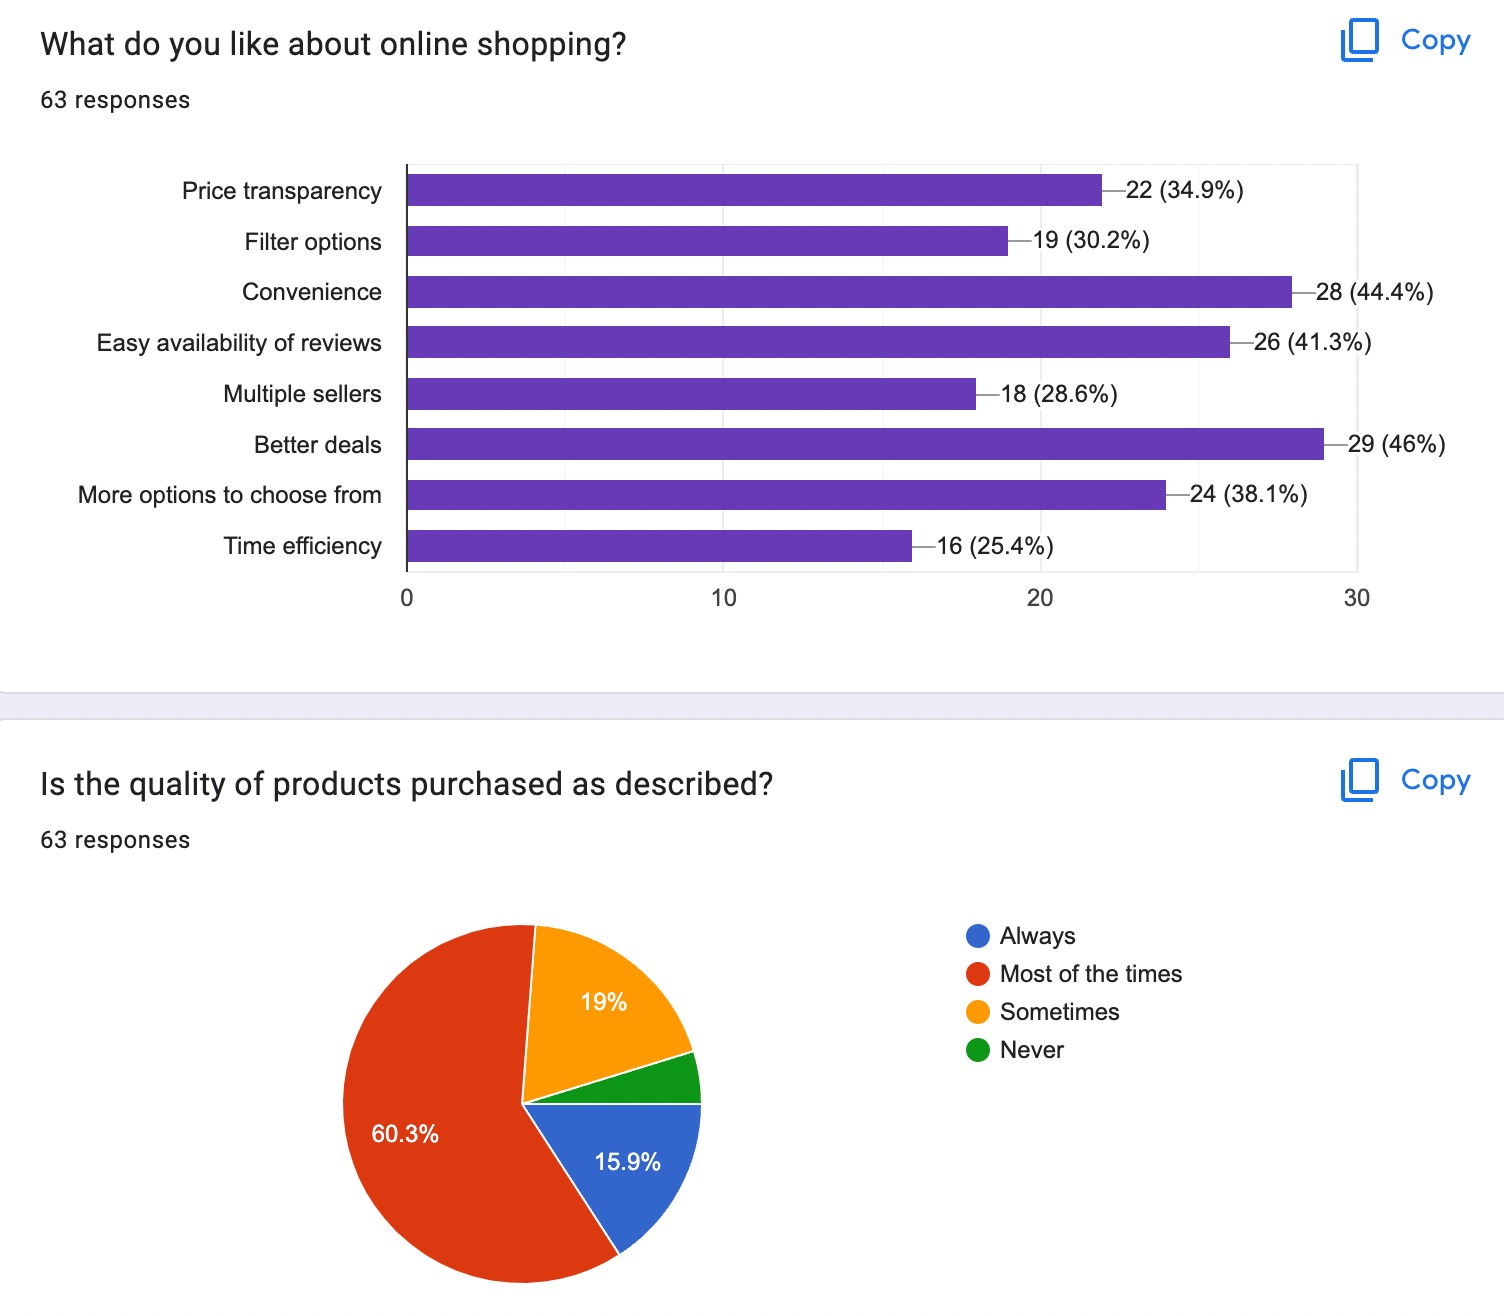 What do you like about online shopping?
Copy
63 responses
Price transparency 22 (34.9%)
Filter options 19 (30.2%)
Convenience 28 (44.4%)
Easy availability of reviews 26 (41.3%)
Multiple sellers 18 (28.6%)
Better deals 29 (46%)
More options to choose from 24 (38.1%)
Time efficiency 16 (25.4%)
0 10 20 30
Is the quality of products purchased as described?
Copy
63 responses
Always
Most of the times
Sometimes
Never
19%
60.3%
15.9%